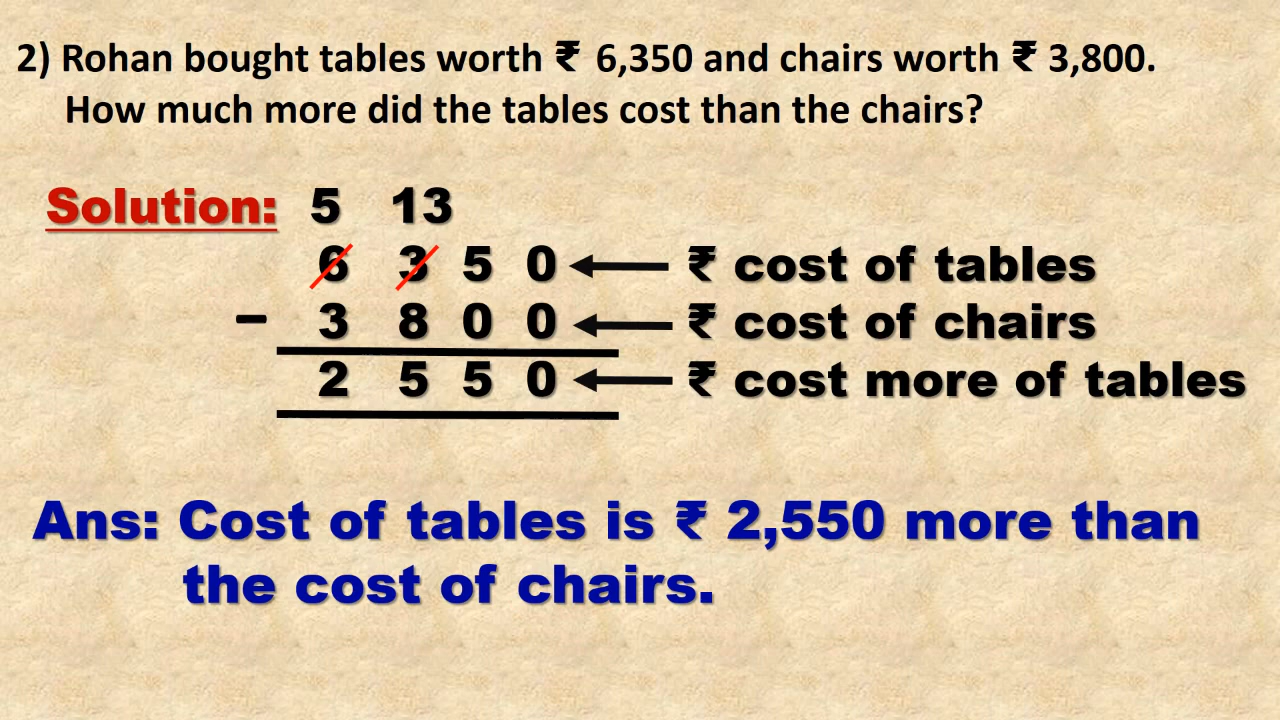 2) Rohan bought tables worth ₹ 6,350 and chairs worth ₹ 3,800.
How much more did the tables cost than the chairs?
Solution: 5 13
6 3 5 0 ← ₹ cost of tables
- 3 8 0 0 ← ₹ cost of chairs
2 5 5 0 ← ₹ cost more of tables
Ans: Cost of tables is ₹ 2,550 more than
the cost of chairs.